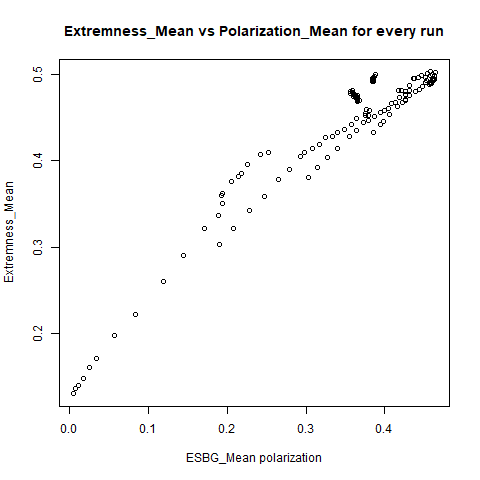 Extremness_Mean vs Polarization_Mean for every run
Extremness_Mean
0.5
0.4
0.3
0.2
0.0 0.1 0.2 0.3 0.4
ESBG_Mean polarization